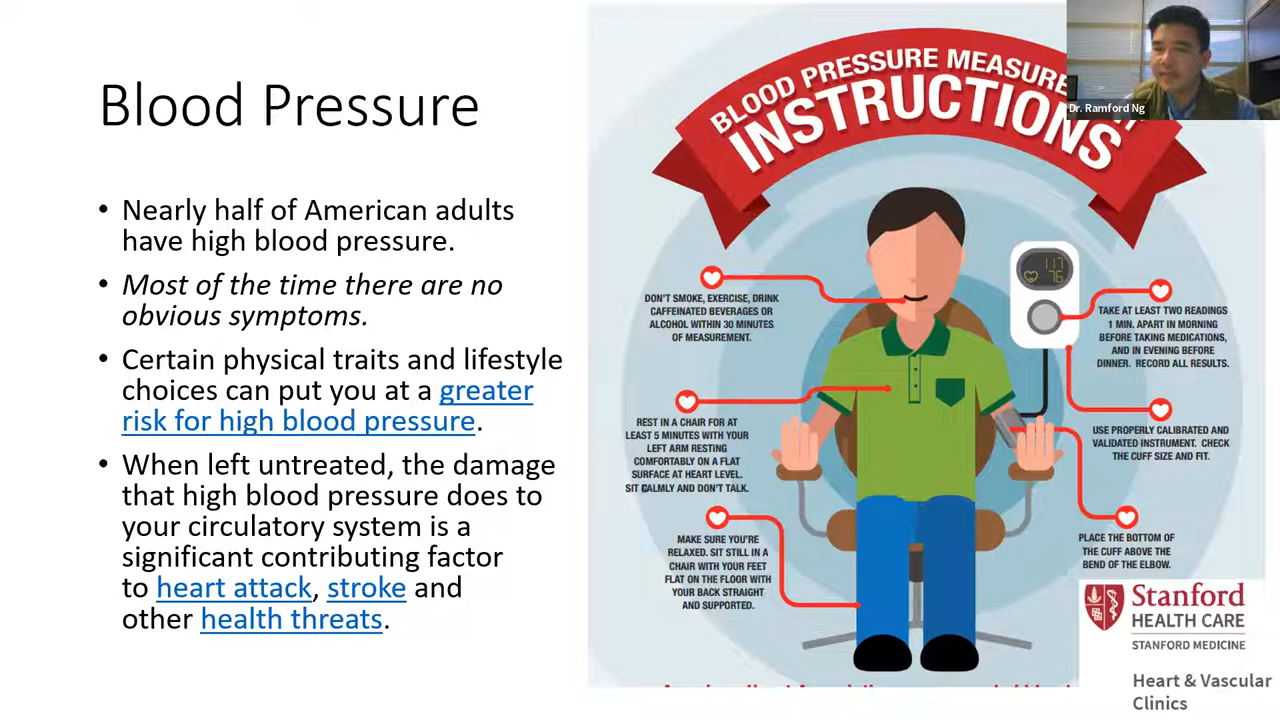 Blood Pressure
• Nearly half of American adults
have high blood pressure.
• Most of the time there are no
obvious symptoms.
• Certain physical traits and lifestyle
choices can put you at a greater
risk for high blood pressure.
• When left untreated, the damage
that high blood pressure does to
your circulatory system is a
significant contributing factor
to heart attack, stroke and
other health threats.
BLOOD PRESSURE
INSTRUCTIONS
Dr. Ramford Ng
117
76
DON'T SMOKE, EXERCISE, DRINK
CAFFEINATED BEVERAGES OR
ALCOHOL WITHIN 30 MINUTES
OF MEASUREMENT.
TAKE AT LEAST TWO READINGS
1 MIN. APART IN MORNING
BEFORE TAKING MEDICATIONS,
AND IN EVENING BEFORE
DINNER. RECORD ALL RESULTS.
REST IN A CHAIR FOR AT
LEAST 5 MINUTES WITH YOUR
LEFT ARM RESTING
COMFORTABLY ON A FLAT
SURFACE AT HEART LEVEL.
SIT CALMLY AND DON'T TALK.
USE PROPERLY CALIBRATED AND
VALIDATED INSTRUMENT. CHECK
THE CUFF SIZE AND FIT.
MAKE SURE YOU'RE
RELAXED. SIT STILL IN A
CHAIR WITH YOUR FEET
FLAT ON THE FLOOR WITH
YOUR BACK STRAIGHT
AND SUPPORTED.
PLACE THE BOTTOM OF
THE CUFF ABOVE THE
BEND OF THE ELBOW.
Stanford
HEALTH CARE
STANFORD MEDICINE
Heart & Vascular
Clinics